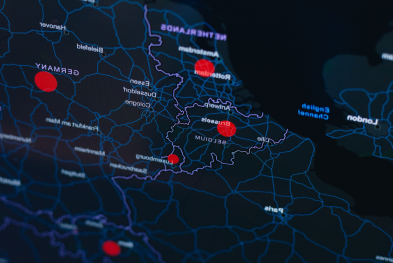 NETHERLANDS
Hanover
Bielefeld
Amsterdam
GERMANY
Rotterdam
Essen
Dusseldorf
Cologne
Antwerp
English
Channel
London
Frankfurt am Main
Brussels
BELGIUM
Lille
Mannheim
Luxembourg
Saarbrucken
Paris
Bern